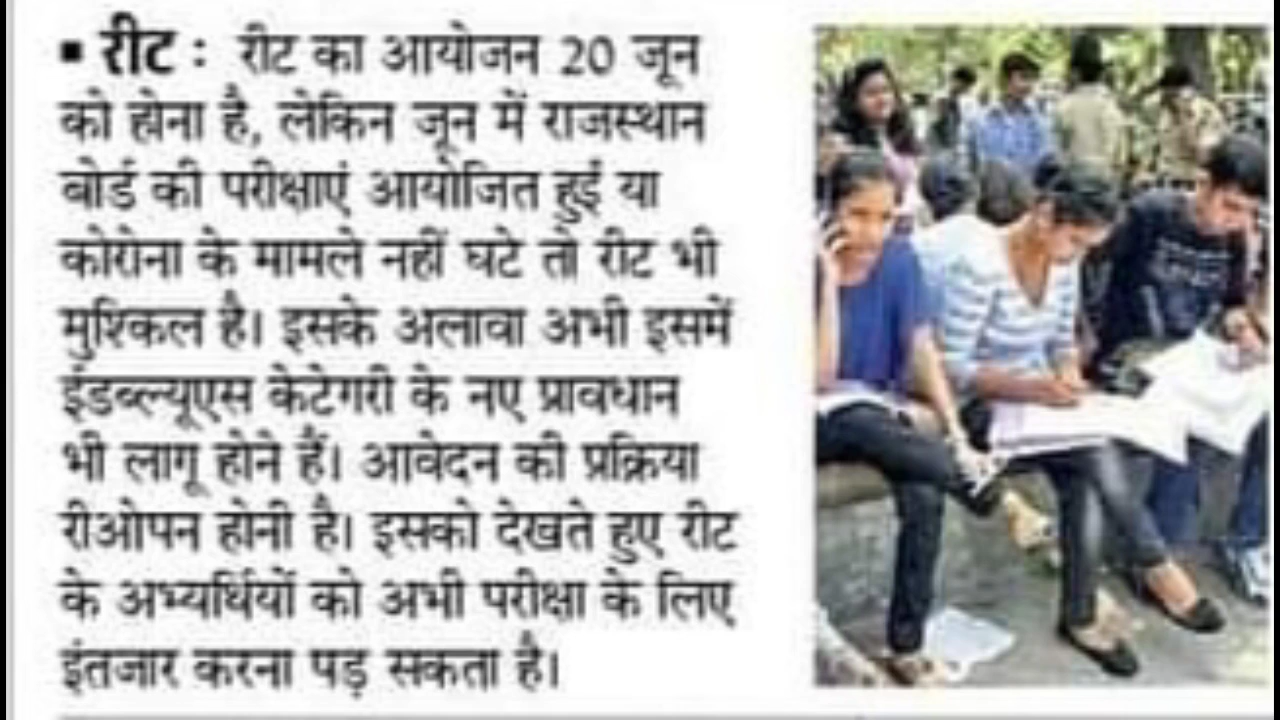 ▪ रीट : रीट का आयोजन 20 जून
को होना है, लेकिन जून में राजस्थान
बोर्ड की परीक्षाएं आयोजित हुईं या
कोरोना के मामले नहीं घटे तो रीट भी
मुश्किल है। इसके अलावा अभी इसमें
ईडब्ल्यूएस केटेगरी के नए प्रावधान
भी लागू होने हैं। आवेदन की प्रक्रिया
रीओपन होनी है। इसको देखते हुए रीट
के अभ्यर्थियों को अभी परीक्षा के लिए
इंतजार करना पड़ सकता है।